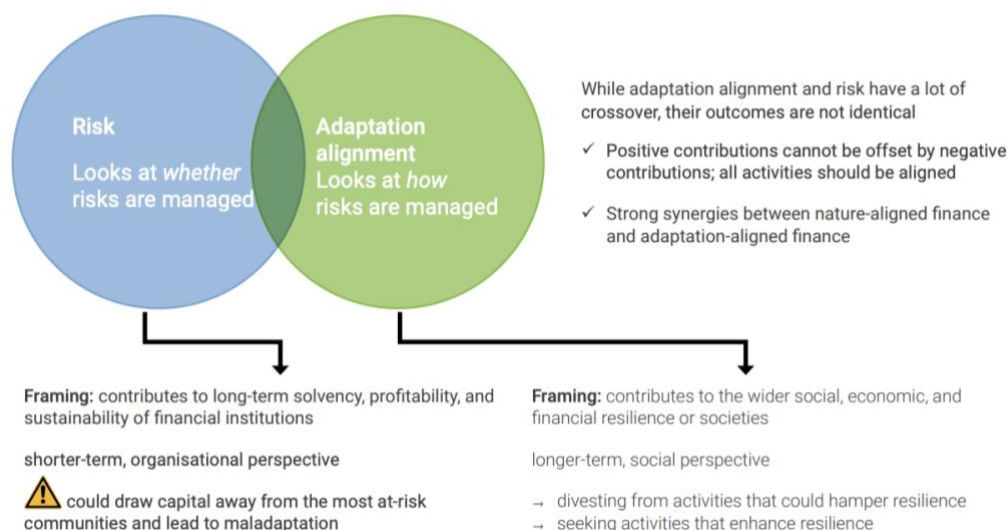 Risk
Looks at whether
risks are managed
Adaptation
alignment
Looks at how
risks are managed
While adaptation alignment and risk have a lot of
crossover, their outcomes are not identical
✓ Positive contributions cannot be offset by negative
contributions; all activities should be aligned
✓ Strong synergies between nature-aligned finance
and adaptation-aligned finance
Framing: contributes to long-term solvency, profitability, and
sustainability of financial institutions
shorter-term, organisational perspective
could draw capital away from the most at-risk
communities and lead to maladaptation
Framing: contributes to the wider social, economic, and
financial resilience or societies
longer-term, social perspective
→ divesting from activities that could hamper resilience
→ seeking activities that enhance resilience